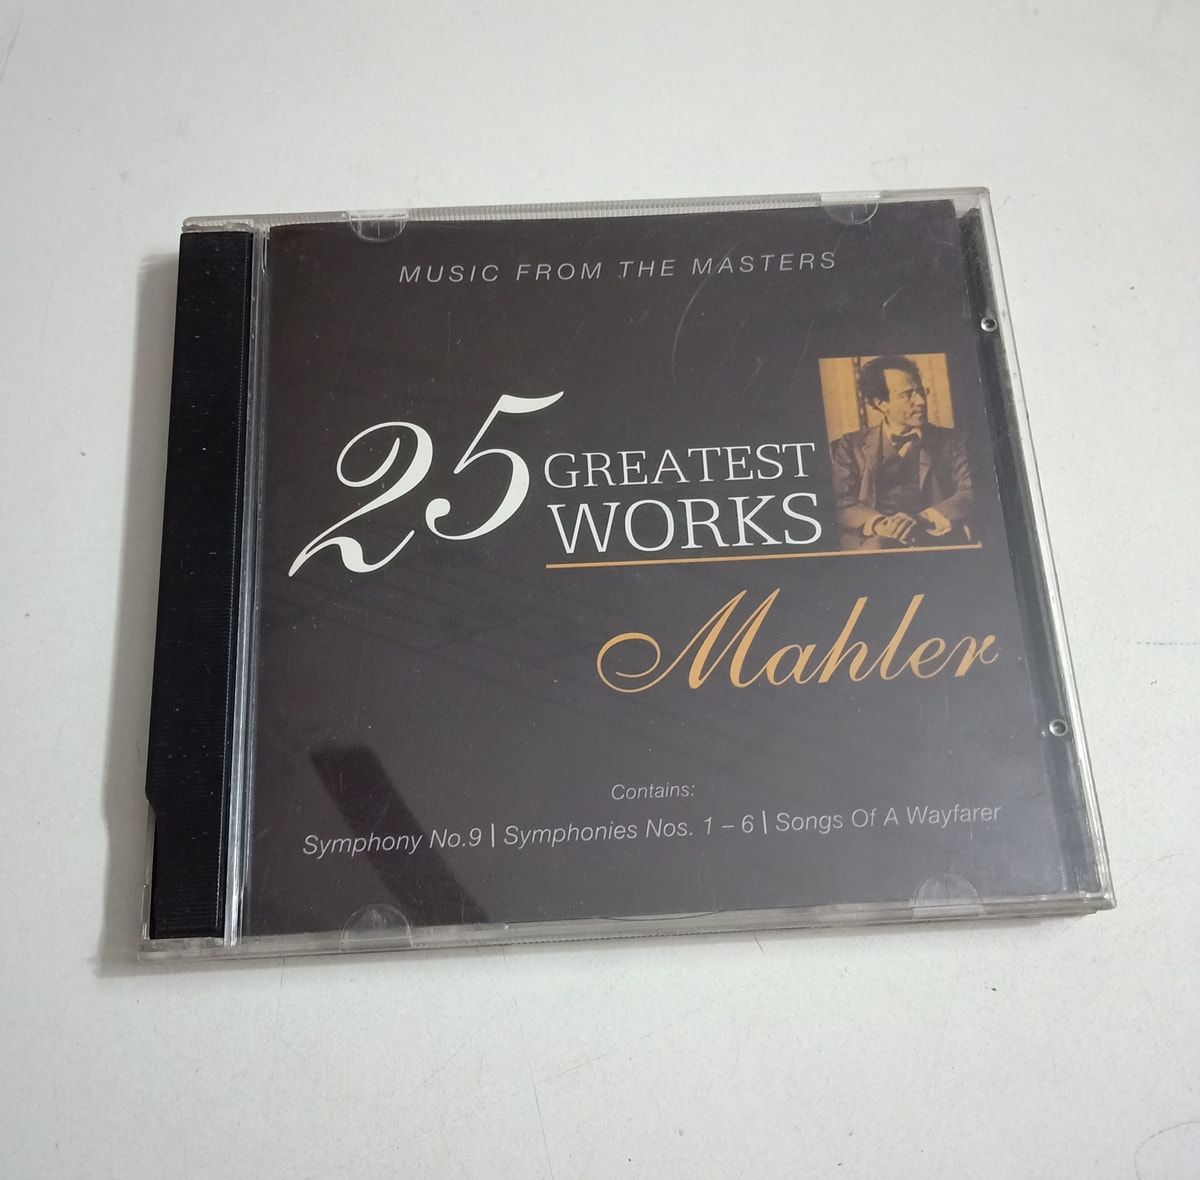 MUSIC FROM THE MASTERS
25 GREATEST
WORKS
Mahler
Contains:
Symphony No.9 | Symphonies Nos. 1 – 6 | Songs Of A Wayfarer